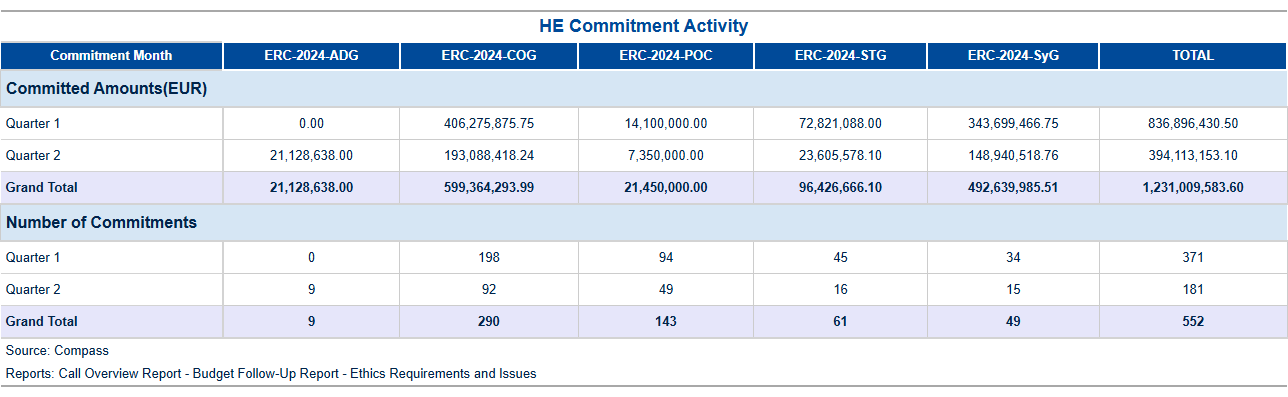 HE Commitment Activity
Commitment Month ERC-2024-ADG ERC-2024-COG ERC-2024-POC ERC-2024-STG ERC-2024-SyG TOTAL
Committed Amounts(EUR)
Quarter 1 0.00 406,275,875.75 14,100,000.00 72,821,088.00 343,699,466.75 836,896,430.50
Quarter 2 21,128,638.00 193,088,418.24 7,350,000.00 23,605,578.10 148,940,518.76 394,113,153.10
Grand Total 21,128,638.00 599,364,293.99 21,450,000.00 96,426,666.10 492,639,985.51 1,231,009,583.60
Number of Commitments
Quarter 1 0 198 94 45 34 371
Quarter 2 9 92 49 16 15 181
Grand Total 9 290 143 61 49 552
Source: Compass
Reports: Call Overview Report - Budget Follow-Up Report - Ethics Requirements and Issues